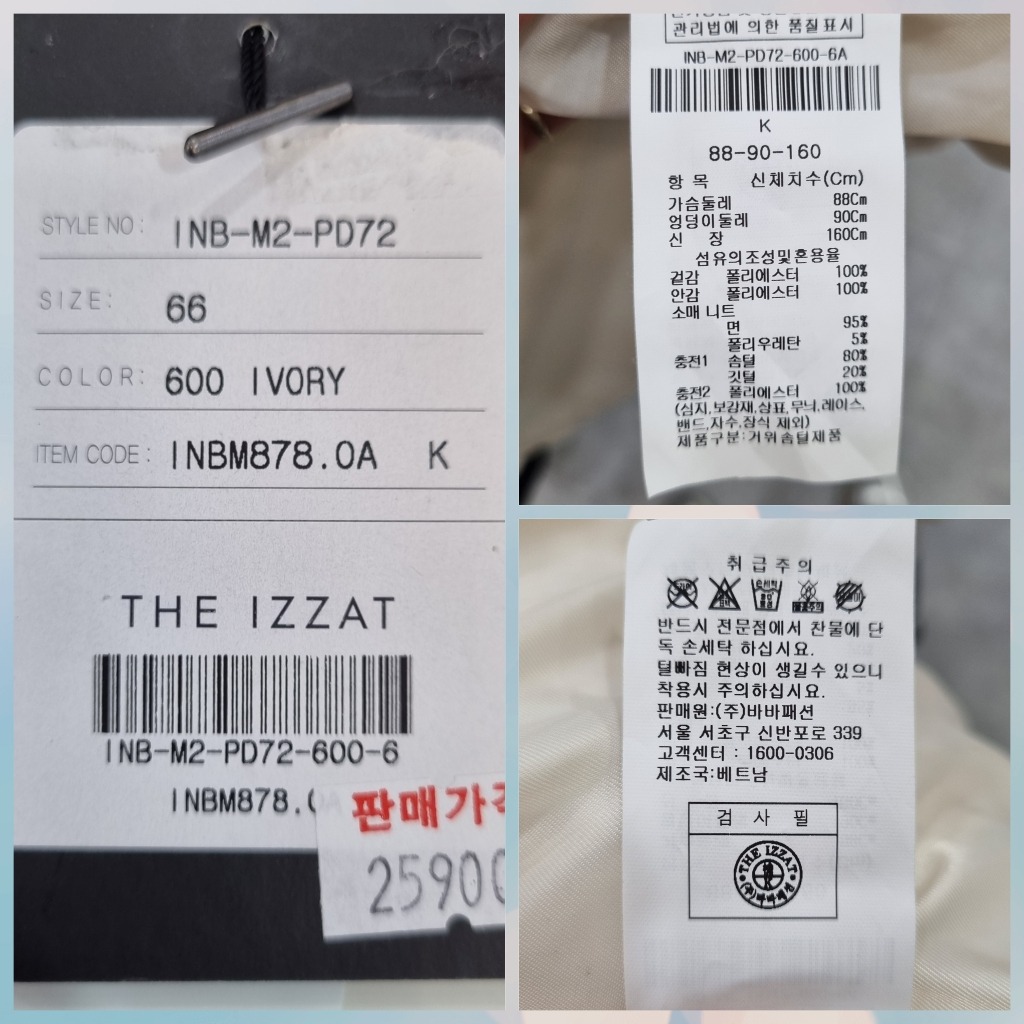 STYLE NO: INB-M2-PD72
SIZE: 66
COLOR: 600 IVORY
ITEM CODE: INBM878.0A K
THE IZZAT
INB-M2-PD72-600-6
INBM878.0
판매가
2590
관리법에 의한 품질표시
INB-M2-PD72-600-6A
K
88-90-160
항 목 신체치수(Cm)
가슴둘레 88Cm
엉덩이둘레 90Cm
신 장 160Cm
섬유의조성및혼용율
겉감 폴리에스터 100%
안감 폴리에스터 100%
소매 니트
면 95%
폴리우레탄 5%
충전1 솜털 80%
깃털 20%
충전2 폴리에스터 100%
(심지,보강재,상표,무늬,레이스,
밴드,자수,장식 제외)
제품구분:거위솜털제품
취급주의
반드시 전문점에서 찬물에 단
독 손세탁 하십시요.
털빠짐 현상이 생길수 있으니
착용시 주의하십시요.
판매원:(주)바바패션
서울 서초구 신반포로 339
고객센터 : 1600-0306
제조국:베트남
검 사 필
THE IZZAT
(주)바바패션